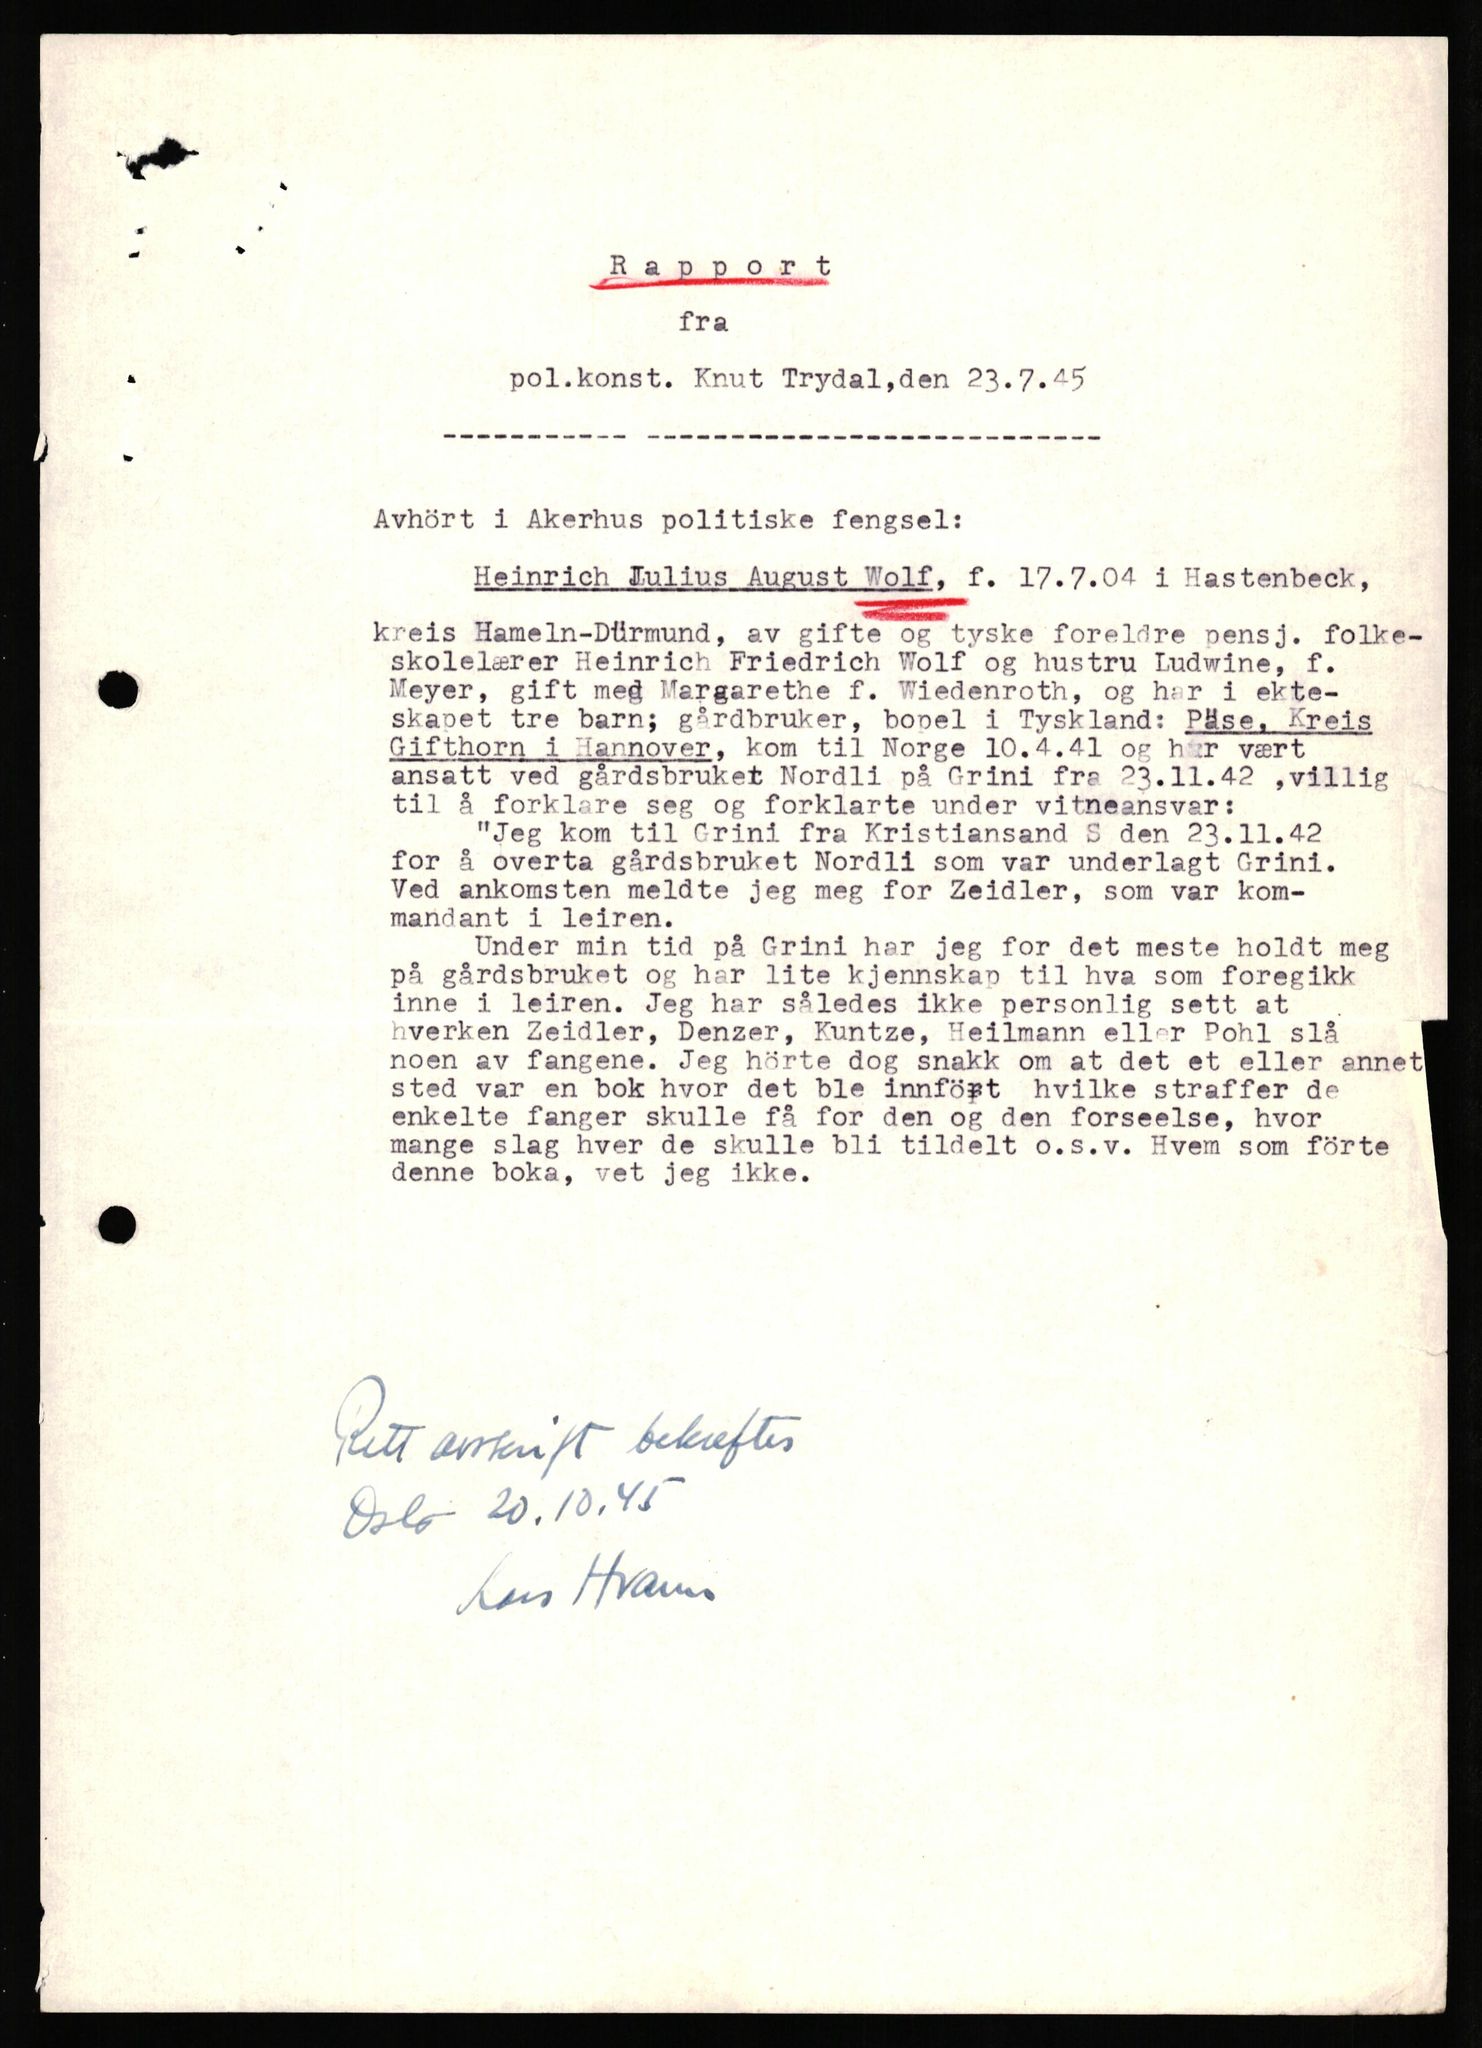 R a p p o r t
fra
pol.konst. Knut Trydal,den 23.7.45
----------- ---------------------------
Avhört i Akerhus politiske fengsel:
Heinrich Julius August Wolf, f. 17.7.04 i Hastenbeck,
kreis Hameln-Dürmund, av gifte og tyske foreldre pensj. folke-
skolelærer Heinrich Friedrich Wolf og hustru Ludwine, f.
Meyer, gift med Margarethe f. Wiedenroth, og har i ekte-
skapet tre barn; gårdbruker, bopel i Tyskland: Päse, Kreis
Gifthorn i Hannover, kom til Norge 10.4.41 og har vært
ansatt ved gårdsbruket Nordli på Grini fra 23.11.42 ,villig
til å forklare seg og forklarte under vitneansvar:
"Jeg kom til Grini fra Kristiansand S den 23.11.42
for å overta gårdsbruket Nordli som var underlagt Grini.
Ved ankomsten meldte jeg meg for Zeidler, som var kom-
mandant i leiren.
Under min tid på Grini har jeg for det meste holdt meg
på gårdsbruket og har lite kjennskap til hva som foregikk
inne i leiren. Jeg har således ikke personlig sett at
hverken Zeidler, Denzer, Kuntze, Heilmann eller Pohl slå
noen av fangene. Jeg hörte dog snakk om at det et eller annet
sted var en bok hvor det ble innfört hvilke straffer de
enkelte fanger skulle få for den og den forseelse, hvor
mange slag hver de skulle bli tildelt o.s.v. Hvem som förte
denne boka, vet jeg ikke.
Rett avskrift bekreftes
Oslo 20.10.45
Lars Hvam